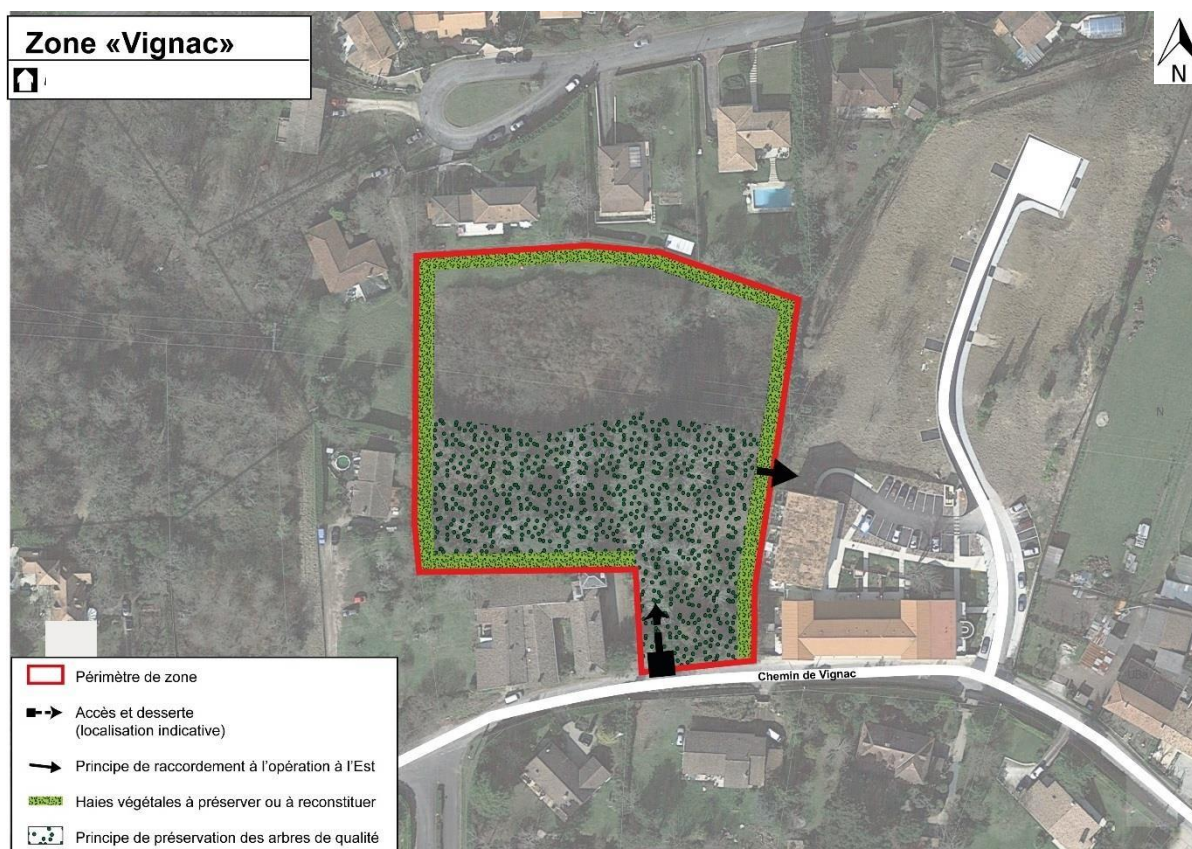 Zone «Vignac»
N
N
Chemin de Vignac
Périmètre de zone
Accès et desserte
(localisation indicative)
Principe de raccordement à l'opération à l'Est
Haies végétales à préserver ou à reconstituer
Principe de préservation des arbres de qualité